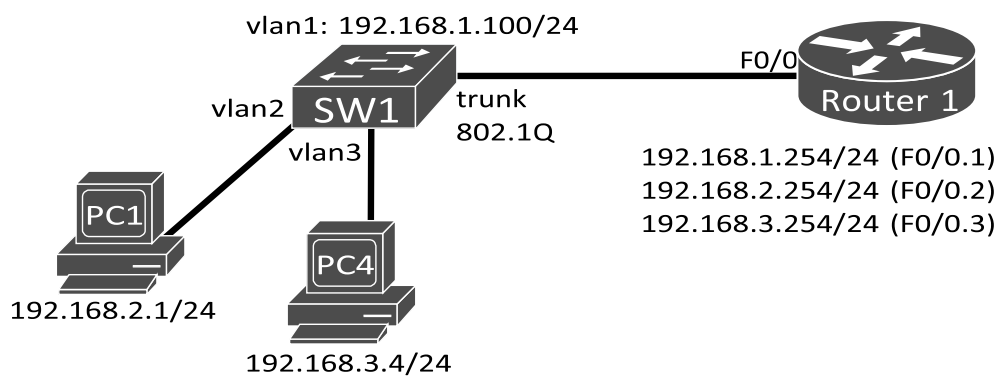 vlan1: 192.168.1.100/24
F0/0
SW1
vlan2
trunk
802.1Q
Router 1
vlan3
192.168.1.254/24 (F0/0.1)
192.168.2.254/24 (F0/0.2)
192.168.3.254/24 (F0/0.3)
PC1
PC4
192.168.2.1/24
192.168.3.4/24